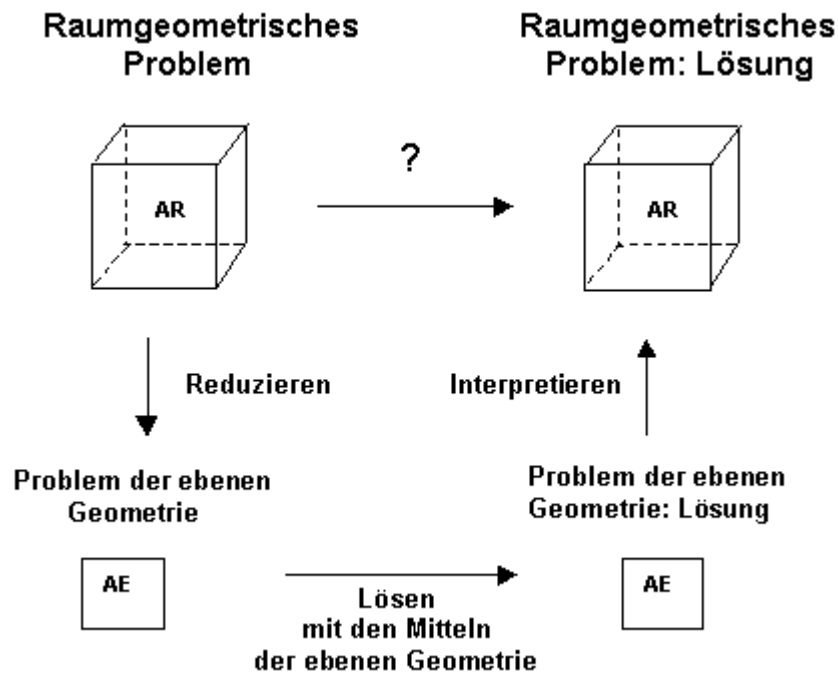 Raumgeometrisches
Problem
Raumgeometrisches
Problem: Lösung
?
AR
AR
Reduzieren
Interpretieren
Problem der ebenen
Geometrie
Problem der ebenen
Geometrie: Lösung
AE
AE
Lösen
mit den Mitteln
der ebenen Geometrie